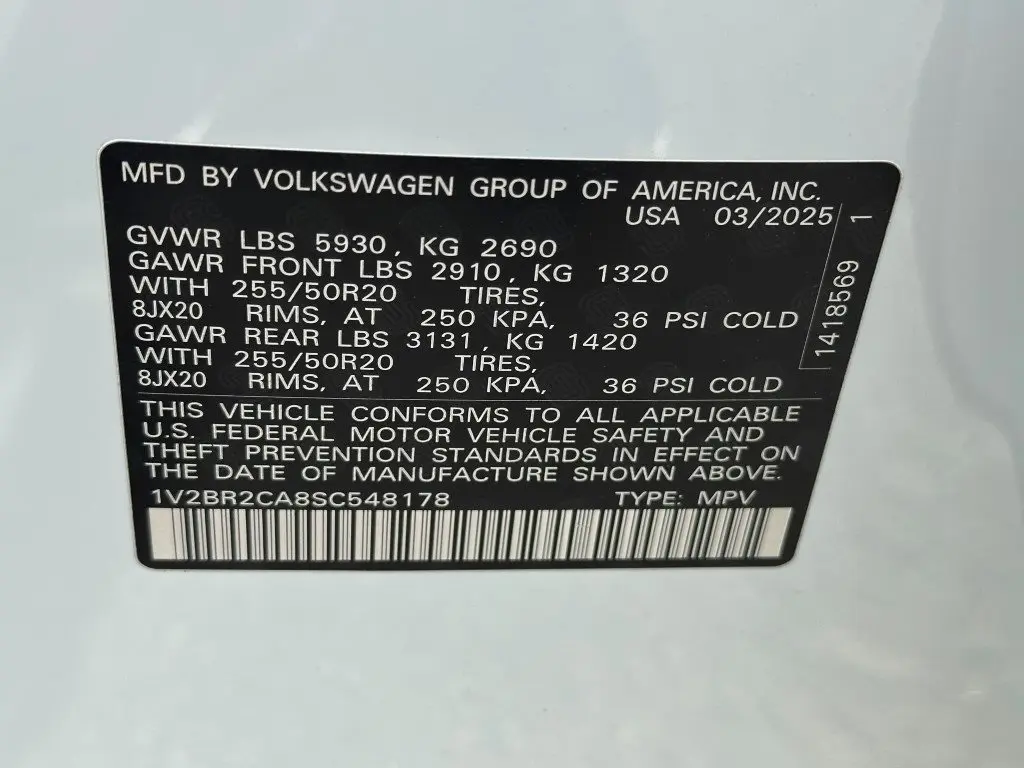 MFD BY VOLKSWAGEN GROUP OF AMERICA, INC.
USA 03/2025
GVWR LBS 5930, KG 2690
GAWR FRONT LBS 2910, KG 1320
WITH 255/50R20 TIRES,
8JX20 RIMS, AT 250 KPA, 36 PSI COLD
GAWR REAR LBS 3131, KG 1420
WITH 255/50R20 TIRES,
8JX20 RIMS, AT 250 KPA, 36 PSI COLD
1418569 1
THIS VEHICLE CONFORMS TO ALL APPLICABLE
U.S. FEDERAL MOTOR VEHICLE SAFETY AND
THEFT PREVENTION STANDARDS IN EFFECT ON
THE DATE OF MANUFACTURE SHOWN ABOVE.
1V2BR2CA8SC548178 TYPE: MPV